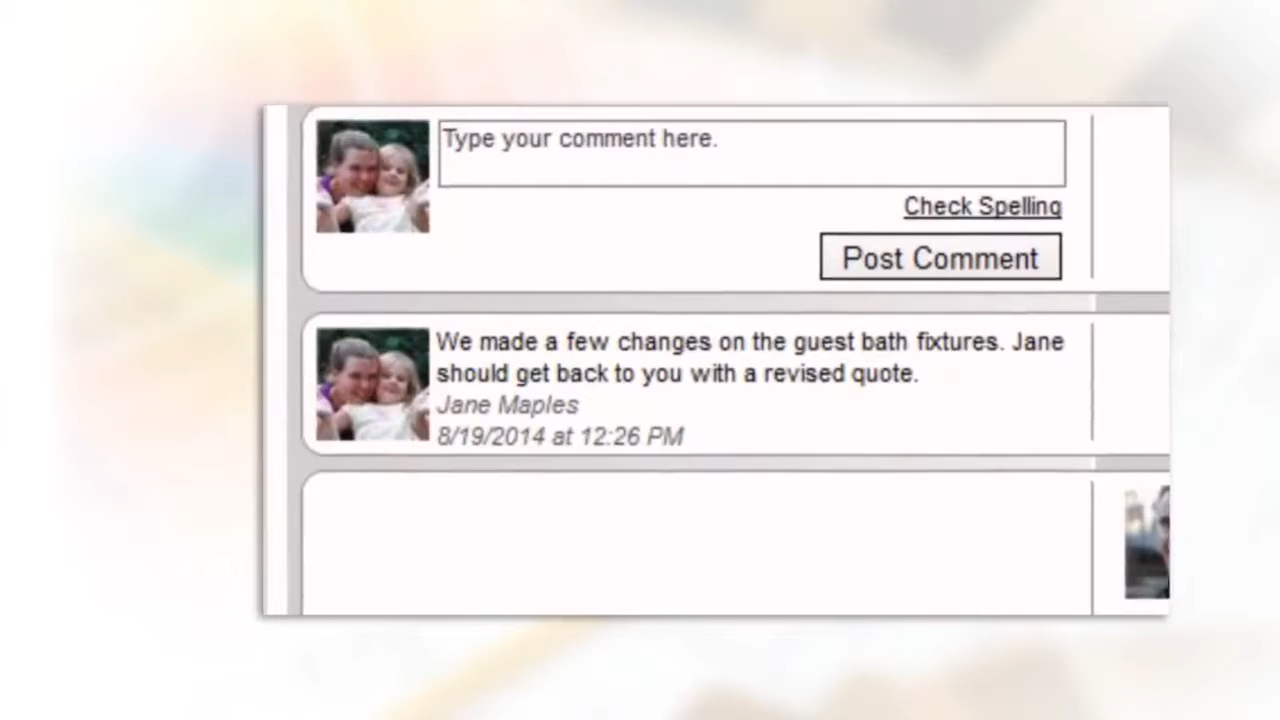 Type your comment here.
Check Spelling
Post Comment
We made a few changes on the guest bath fixtures. Jane
should get back to you with a revised quote.
Jane Maples
8/19/2014 at 12:26 PM